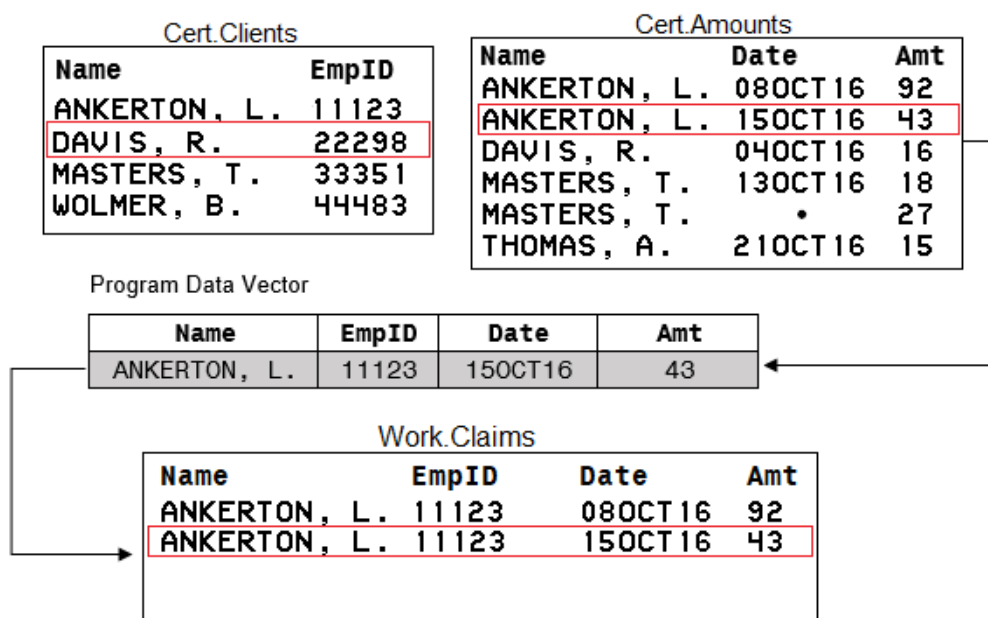 Cert.Clients
Name EmpID
ANKERTON, L. 11123
DAVIS, R. 22298
MASTERS, T. 33351
WOLMER, B. 44483
Cert.Amounts
Name Date Amt
ANKERTON, L. 08OCT16 92
ANKERTON, L. 15OCT16 43
DAVIS, R. 04OCT16 16
MASTERS, T. 13OCT16 18
MASTERS, T. • 27
THOMAS, A. 21OCT16 15
Program Data Vector
Name EmpID Date Amt
ANKERTON, L. 11123 15OCT16 43
Work.Claims
Name EmpID Date Amt
ANKERTON, L. 11123 08OCT16 92
ANKERTON, L. 11123 15OCT16 43